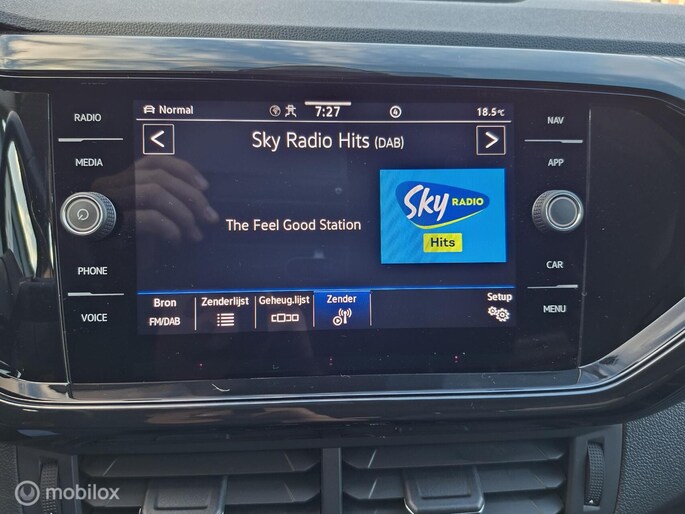 RADIO
MEDIA
PHONE
VOICE
Normal
7:27
4
18.5°C
Sky Radio Hits (DAB)
The Feel Good Station
Sky RADIO
Hits
Bron
FM/DAB
Zenderlijst
Geheug.lijst
Zender
Setup
NAV
APP
CAR
MENU
mobilox